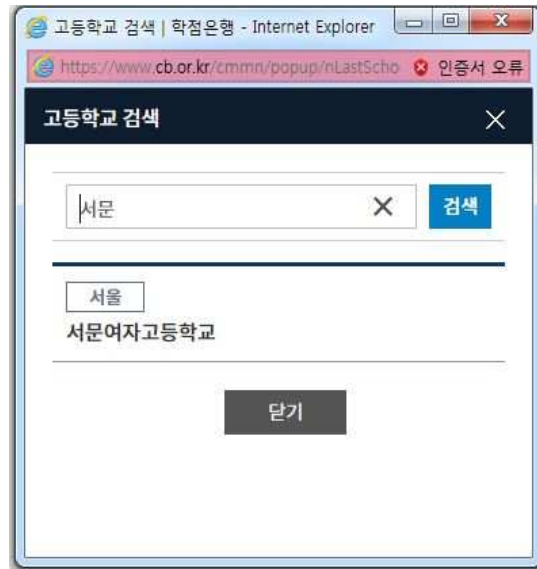 고등학교 검색 | 학점은행 - Internet Explorer
https://www.cb.or.kr/cmmn/popup/nLastScho 인증서 오류
고등학교 검색
서문
검색
서울
서문여자고등학교
닫기